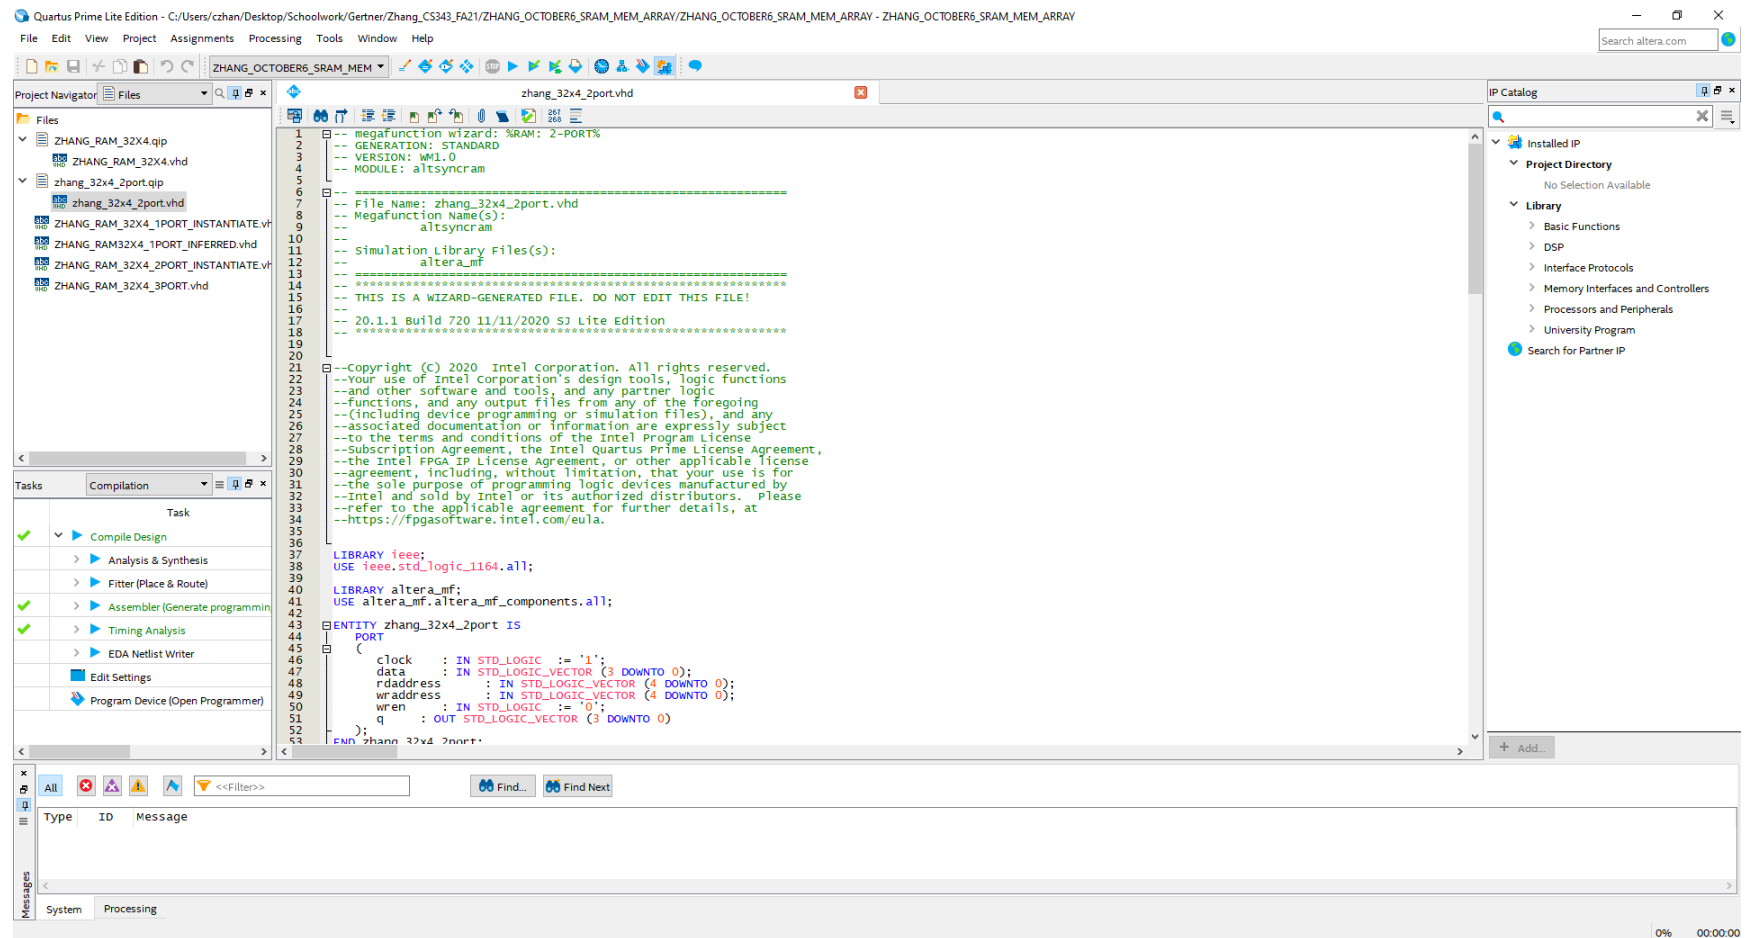 Quartus Prime Lite Edition - C:/Users/czhan/Desktop/Schoolwork/Gertner/Zhang_CS343_FA21/ZHANG_OCTOBER6_SRAM_MEM_ARRAY/ZHANG_OCTOBER6_SRAM_MEM_ARRAY - ZHANG_OCTOBER6_SRAM_MEM_ARRAY
File Edit View Project Assignments Processing Tools Window Help
Search altera.com
ZHANG_OCTOBER6_SRAM_MEM
STOP
Project Navigator Files
Files
ZHANG_RAM_32X4.qip
ZHANG_RAM_32X4.vhd
zhang_32x4_2port.qip
zhang_32x4_2port.vhd
ZHANG_RAM_32X4_1PORT_INSTANTIATE.vh
ZHANG_RAM32X4_1PORT_INFERRED.vhd
ZHANG_RAM_32X4_2PORT_INSTANTIATE.vh
ZHANG_RAM_32X4_3PORT.vhd
Tasks Compilation
Task
Compile Design
Analysis & Synthesis
Fitter (Place & Route)
Assembler (Generate programmin
Timing Analysis
EDA Netlist Writer
Edit Settings
Program Device (Open Programmer)
zhang_32x4_2port.vhd
267
268
1 -- megafunction wizard: %RAM: 2-PORT%
2 -- GENERATION: STANDARD
3 -- VERSION: WM1.0
4 -- MODULE: altsyncram
5
6 -- ============================================================
7 -- File Name: zhang_32x4_2port.vhd
8 -- Megafunction Name(s):
9 -- altsyncram
10 --
11 -- Simulation Library Files(s):
12 -- altera_mf
13 -- ============================================================
14 -- ************************************************************
15 -- THIS IS A WIZARD-GENERATED FILE. DO NOT EDIT THIS FILE!
16 --
17 -- 20.1.1 Build 720 11/11/2020 SJ Lite Edition
18 -- ************************************************************
19
20
21 --Copyright (C) 2020  Intel Corporation. All rights reserved.
22 --Your use of Intel Corporation's design tools, logic functions
23 --and other software and tools, and any partner logic
24 --functions, and any output files from any of the foregoing
25 --(including device programming or simulation files), and any
26 --associated documentation or information are expressly subject
27 --to the terms and conditions of the Intel Program License
28 --Subscription Agreement, the Intel Quartus Prime License Agreement,
29 --the Intel FPGA IP License Agreement, or other applicable license
30 --agreement, including, without limitation, that your use is for
31 --the sole purpose of programming logic devices manufactured by
32 --Intel and sold by Intel or its authorized distributors.  Please
33 --refer to the applicable agreement for further details, at
34 --https://fpgasoftware.intel.com/eula.
35
36
37 LIBRARY ieee;
38 USE ieee.std_logic_1164.all;
39
40 LIBRARY altera_mf;
41 USE altera_mf.altera_mf_components.all;
42
43 ENTITY zhang_32x4_2port IS
44 PORT
45 (
46 clock : IN STD_LOGIC := '1';
47 data : IN STD_LOGIC_VECTOR (3 DOWNTO 0);
48 rdaddress : IN STD_LOGIC_VECTOR (4 DOWNTO 0);
49 wraddress : IN STD_LOGIC_VECTOR (4 DOWNTO 0);
50 wren : IN STD_LOGIC := '0';
51 q : OUT STD_LOGIC_VECTOR (3 DOWNTO 0)
52 );
53 END zhang_32x4_2port;
IP Catalog
Installed IP
Project Directory
No Selection Available
Library
Basic Functions
DSP
Interface Protocols
Memory Interfaces and Controllers
Processors and Peripherals
University Program
Search for Partner IP
+ Add...
All <<Filter>> Find... Find Next
Type ID Message
Messages
System Processing
0% 00:00:00